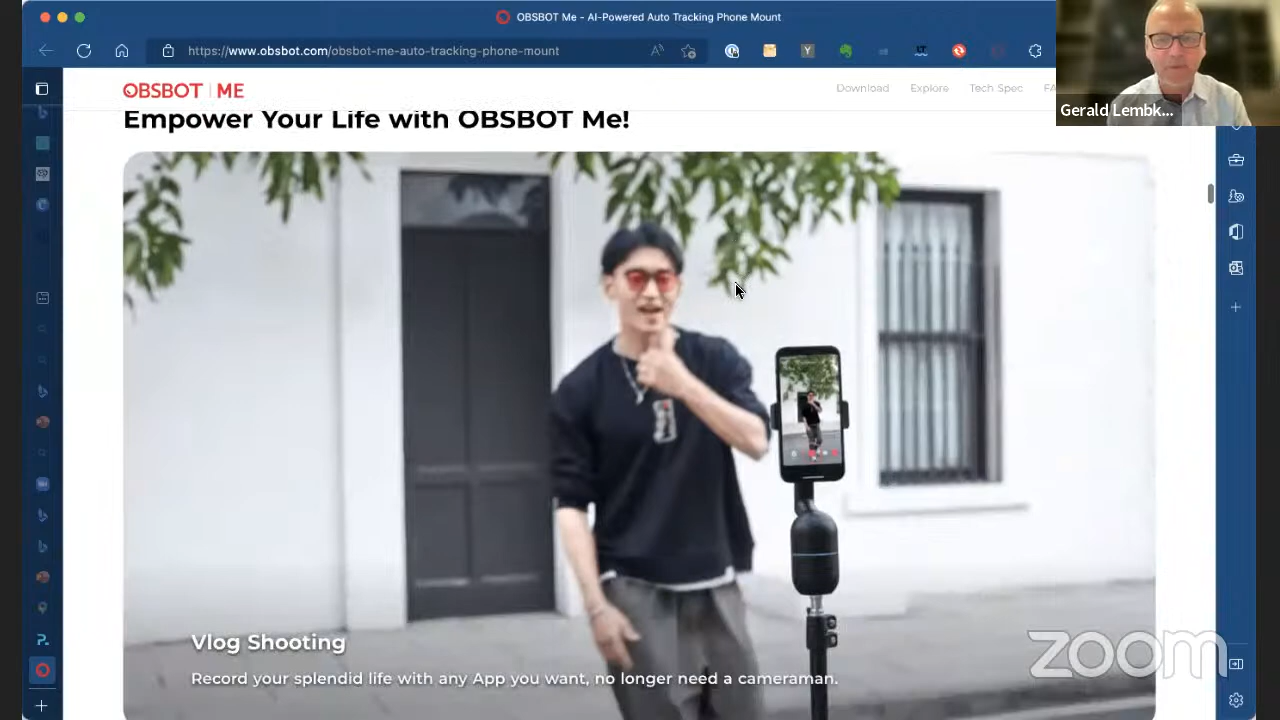 OBSBOT Me - AI-Powered Auto Tracking Phone Mount
https://www.obsbot.com/obsbot-me-auto-tracking-phone-mount
Gerald Lembk...
OBSBOT | ME
Download
Explore
Tech Spec
FA
Empower Your Life with OBSBOT Me!
Vlog Shooting
Record your splendid life with any App you want, no longer need a cameraman.
zoom